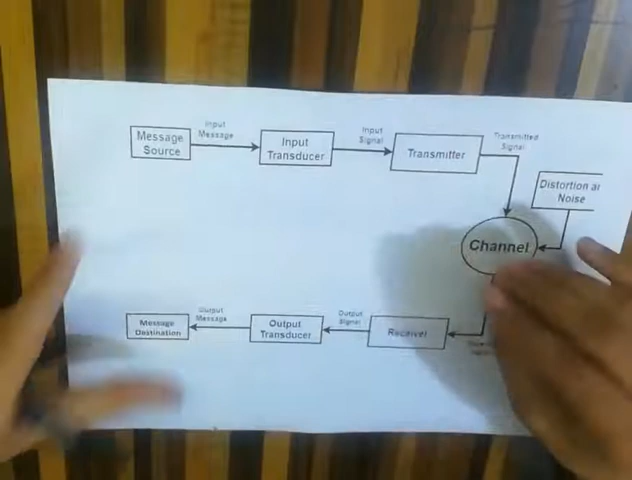 Message
Source
Input
Message
Input
Transducer
Input
Signal
Transmitter
Transmitted
Signal
Distortion
Noise
Channel
Receiver
Output
Signal
Output
Transducer
Output
Message
Message
Destination